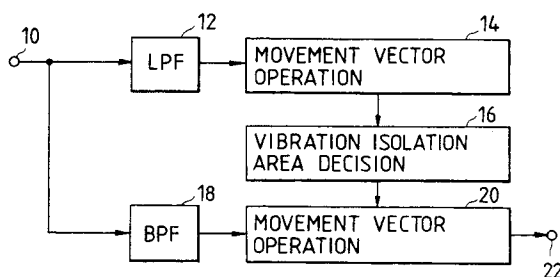 10
12
LPF
14
MOVEMENT VECTOR
OPERATION
16
VIBRATION ISOLATION
AREA DECISION
18
BPF
20
MOVEMENT VECTOR
OPERATION
22